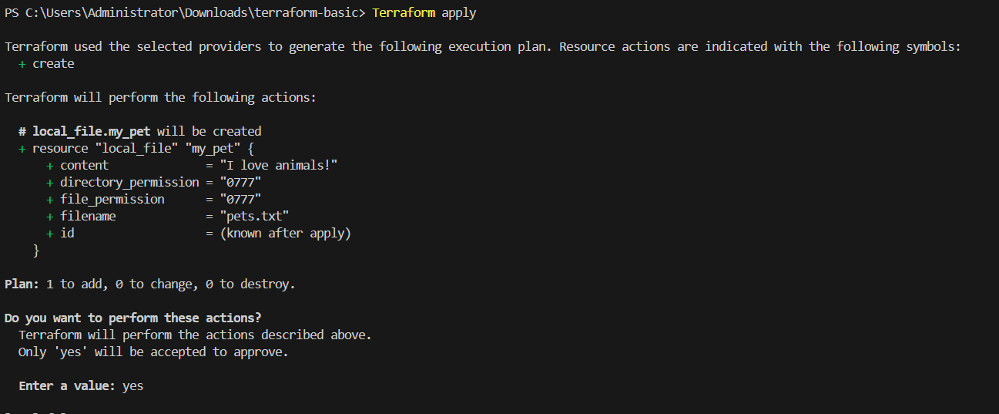 PS C:\Users\Administrator\Downloads\terraform-basic> Terraform apply
Terraform used the selected providers to generate the following execution plan. Resource actions are indicated with the following symbols:
+ create
Terraform will perform the following actions:
# local_file.my_pet will be created
+ resource "local_file" "my_pet" {
+ content = "I love animals!"
+ directory_permission = "0777"
+ file_permission = "0777"
+ filename = "pets.txt"
+ id = (known after apply)
}
Plan: 1 to add, 0 to change, 0 to destroy.
Do you want to perform these actions?
Terraform will perform the actions described above.
Only 'yes' will be accepted to approve.
Enter a value: yes